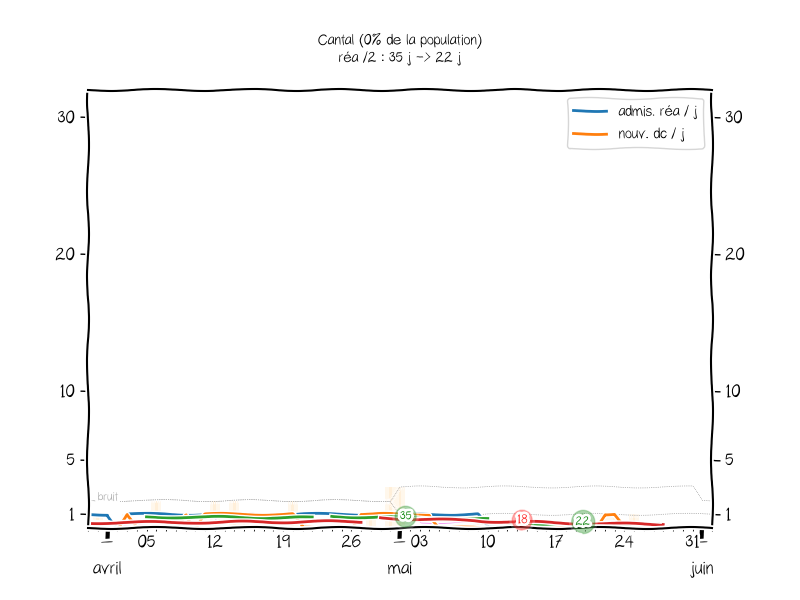 Cantal (0% de la population)
réa /2 : 35 j -> 22 j
admis. réa / j
nouv. dc / j
30
30
20
20
10
10
5
5
bruit
1
1
35
18
22
05
12
19
26
03
10
17
24
31
avril
mai
juin